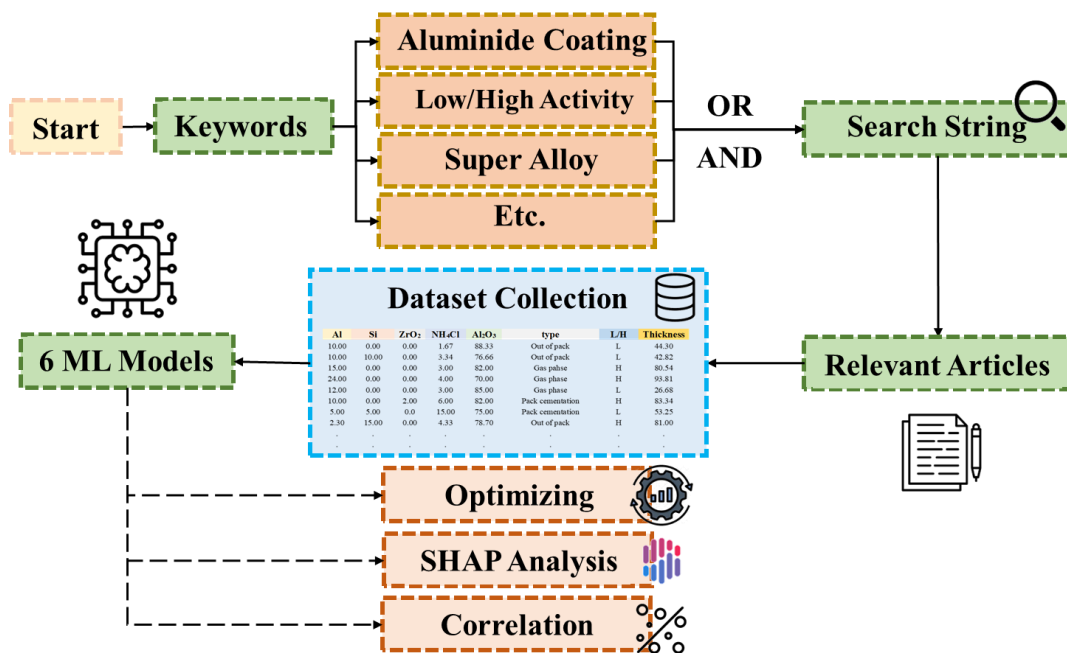 Start
Keywords
Aluminide Coating
Low/High Activity
Super Alloy
Etc.
OR
AND
Search String
Relevant Articles
Dataset Collection
Al Si ZrO₂ NH₄Cl Al₂O₃ type L/H Thickness
10.00 0.00 0.00 1.67 88.33 Out of pack L 44.30
10.00 10.00 0.00 3.34 76.66 Out of pack L 42.82
15.00 0.00 0.00 3.00 82.00 Gas pahse H 80.54
24.00 0.00 0.00 4.00 70.00 Gas phase H 93.81
12.00 0.00 0.00 3.00 85.00 Gas phase L 26.68
10.00 0.00 2.00 6.00 82.00 Pack cementation H 83.34
5.00 5.00 0.0 15.00 75.00 Pack cementation L 53.25
2.30 15.00 0.00 4.33 78.70 Out of pack H 81.00
. . . . . . . .
. . . . . . . .
6 ML Models
Optimizing
SHAP Analysis
Correlation